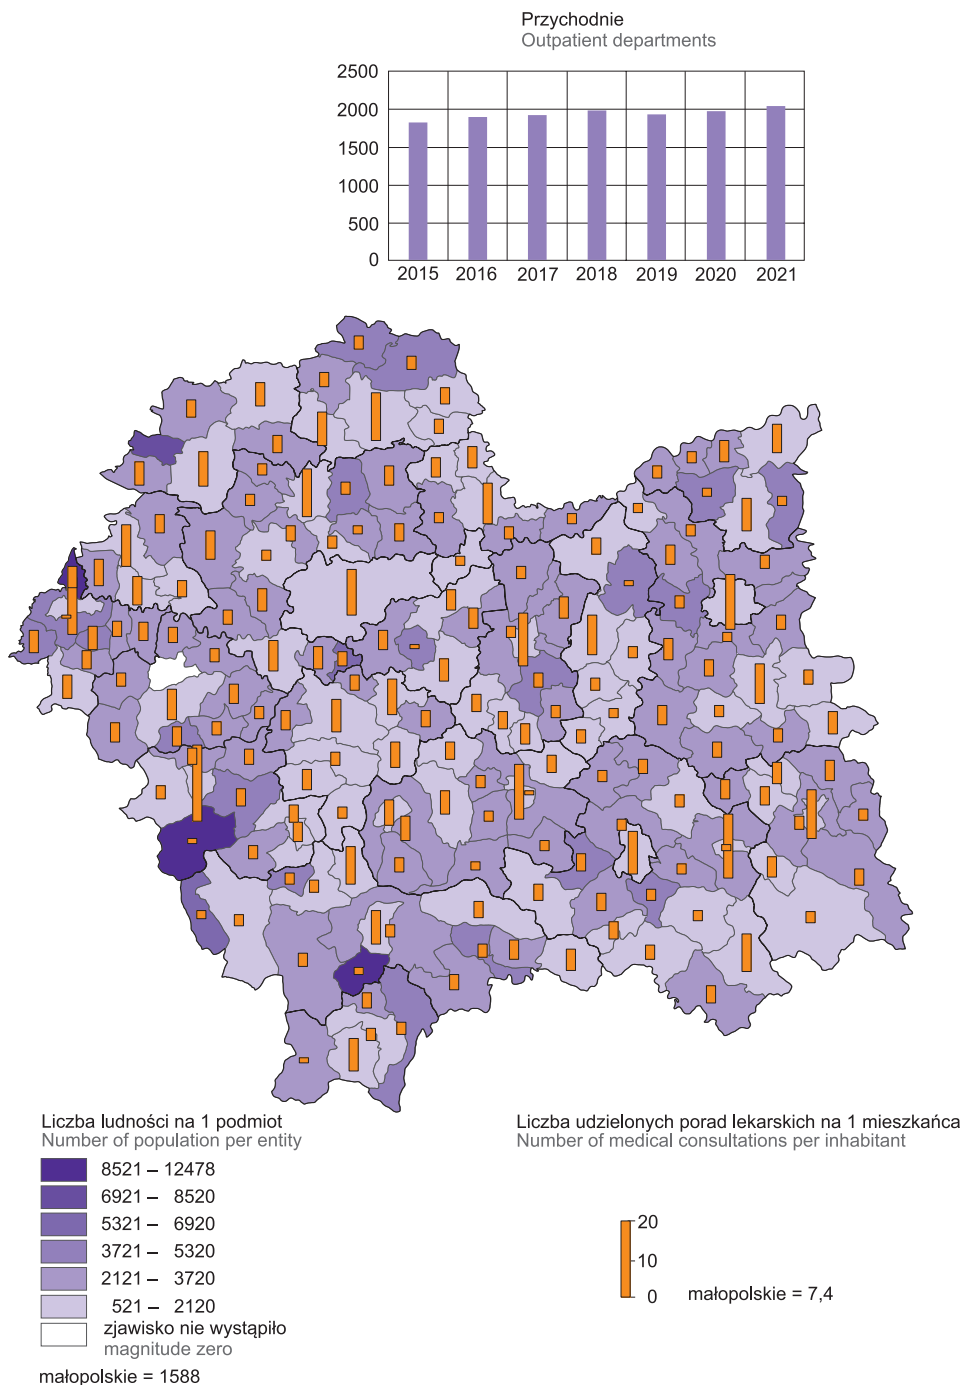 Przychodnie
Outpatient departments
2500
2000
1500
1000
500
0
2015 2016 2017 2018 2019 2020 2021
Liczba ludności na 1 podmiot
Number of population per entity
8521 – 12478
6921 – 8520
5321 – 6920
3721 – 5320
2121 – 3720
521 – 2120
zjawisko nie wystąpiło
magnitude zero
małopolskie = 1588
Liczba udzielonych porad lekarskich na 1 mieszkańca
Number of medical consultations per inhabitant
20
10
0
małopolskie = 7,4